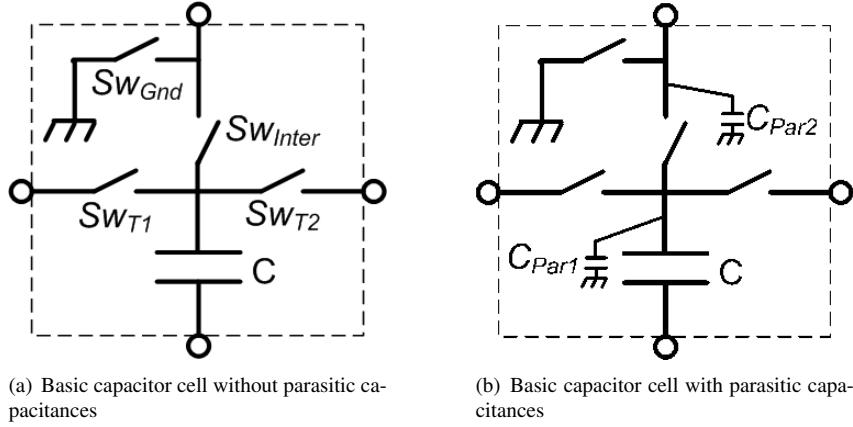 Sw_Gnd
Sw_Inter
Sw_T1
Sw_T2
C
(a) Basic capacitor cell without parasitic ca-
pacitances
C_Par2
C_Par1
C
(b) Basic capacitor cell with parasitic capa-
citances